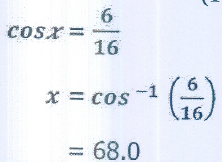 cosx = 6/16
x = cos⁻¹ (6/16)
= 68.0